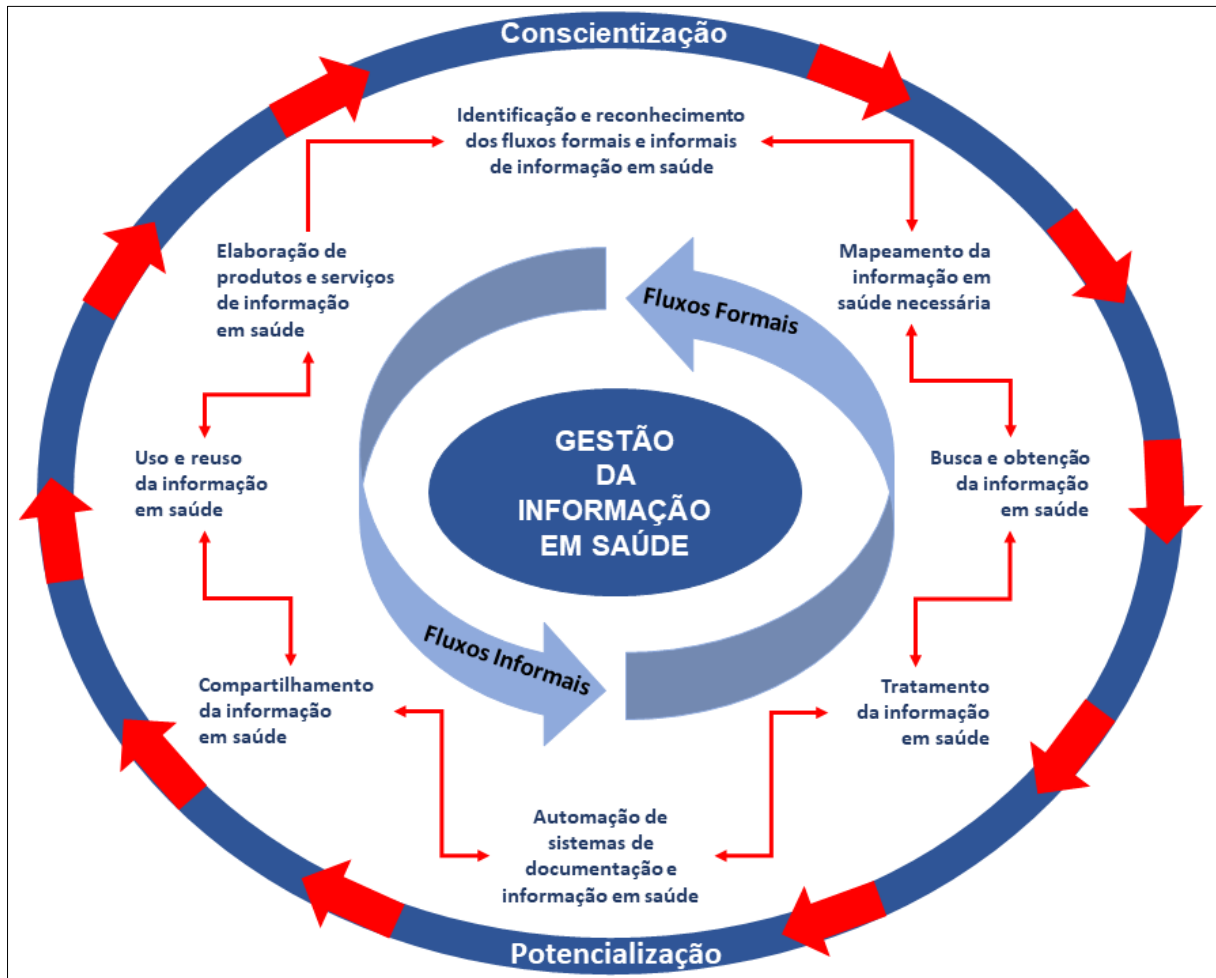 Conscientização
Identificação e reconhecimento
dos fluxos formais e informais
de informação em saúde
Elaboração de
produtos e serviços
de informação
em saúde
Mapeamento da
informação em
saúde necessária
Fluxos Formais
GESTÃO
DA
INFORMAÇÃO
EM SAÚDE
Uso e reuso
da informação
em saúde
Busca e obtenção
da informação
em saúde
Fluxos Informais
Compartilhamento
da informação
em saúde
Tratamento
da informação
em saúde
Automação de
sistemas de
documentação e
informação em saúde
Potencialização